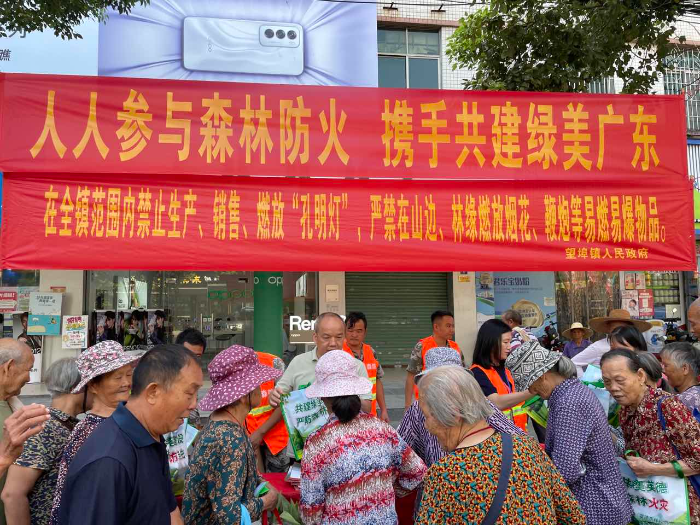 人人参与森林防火 携手共建绿美广东
在全镇范围内禁止生产、销售、燃放“孔明灯”，严禁在山边、林缘燃放烟花、鞭炮等易燃易爆物品。
望埠镇人民政府
Re